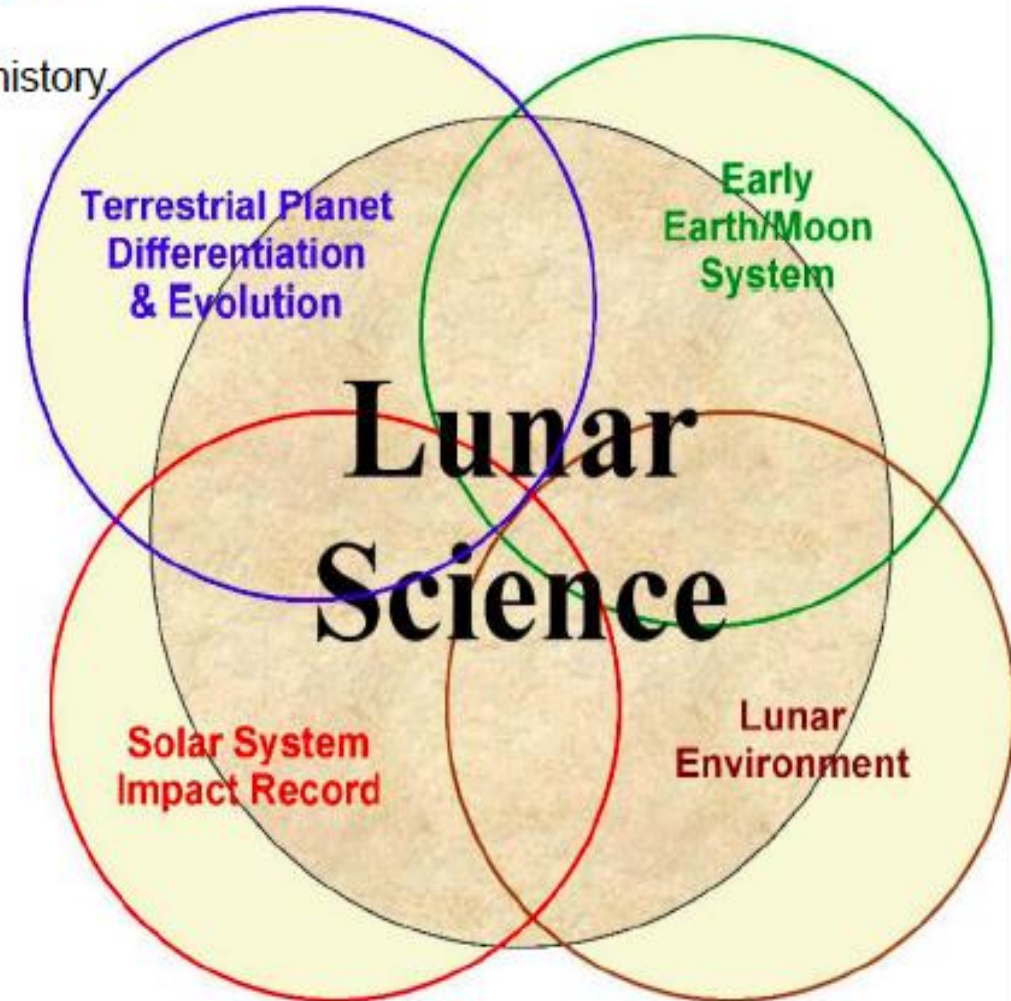 history.
Terrestrial Planet
Differentiation
& Evolution
Early
Earth/Moon
System
Lunar
Science
Solar System
Impact Record
Lunar
Environment